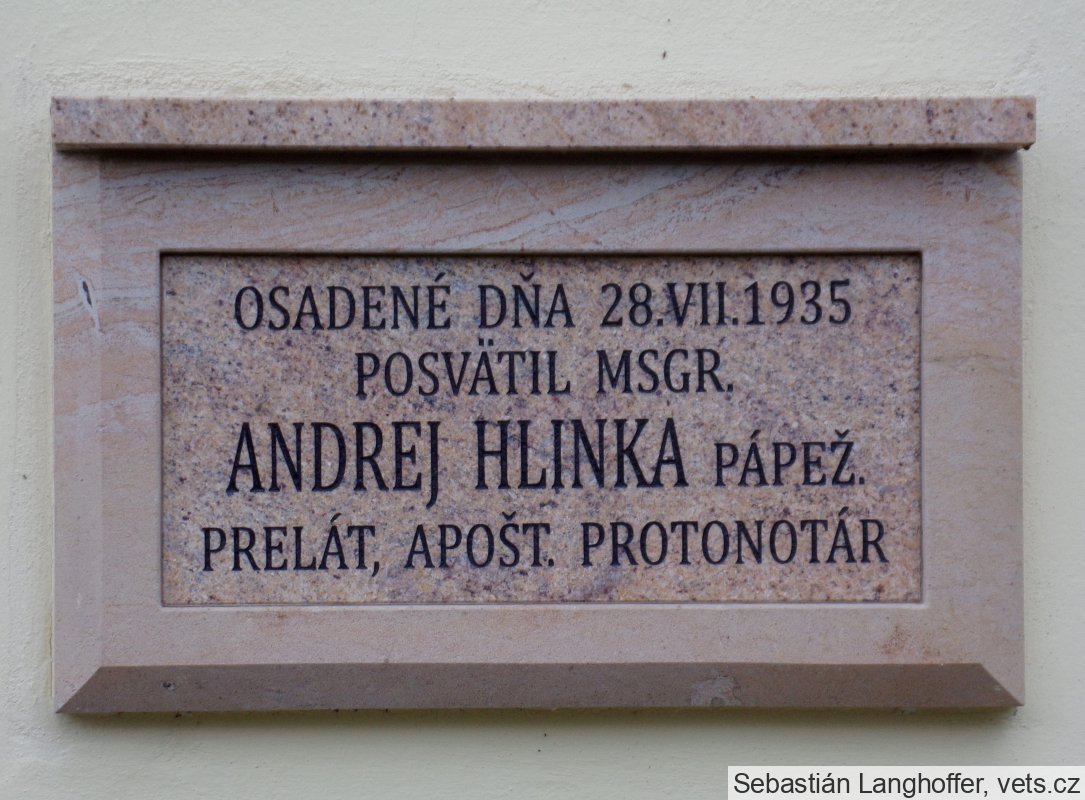 OSADENÉ DŇA 28.VII.1935
POSVÄTIL MSGR.
ANDREJ HLINKA PÁPEŽ.
PRELÁT, APOŠT. PROTONOTÁR
Sebastián Langhoffer, vets.cz